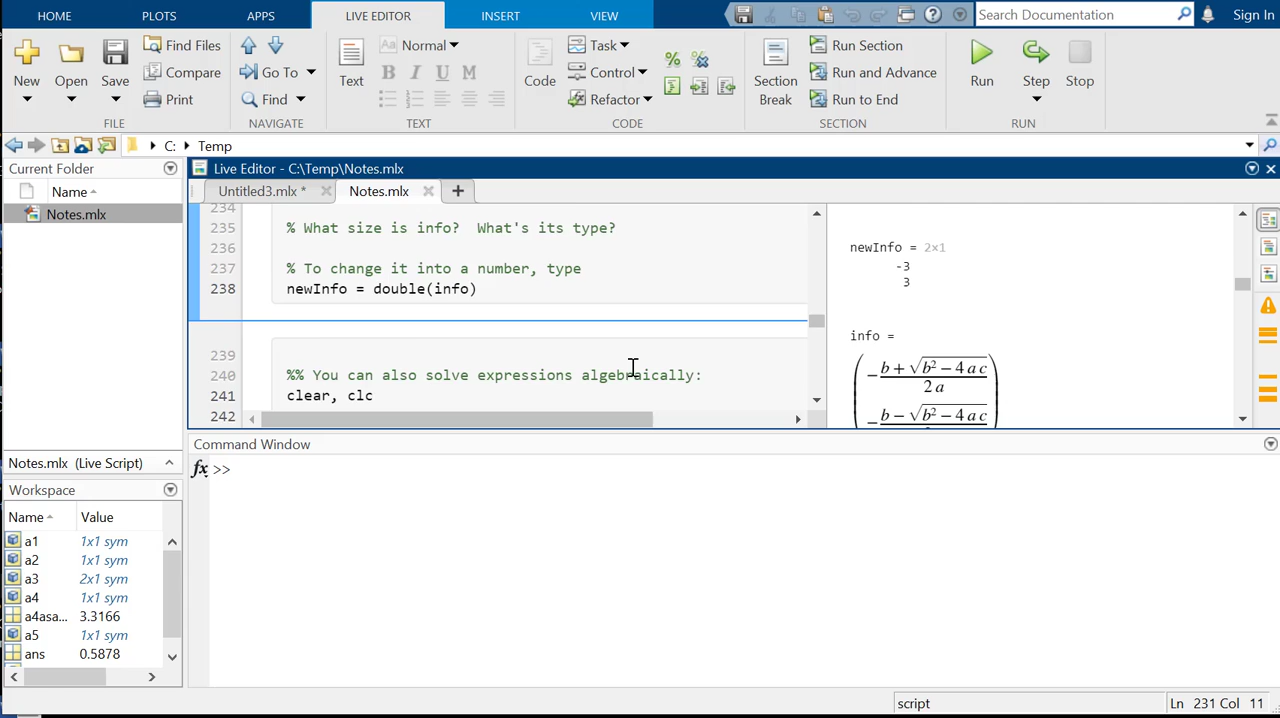 HOME PLOTS APPS LIVE EDITOR INSERT VIEW Search Documentation Sign In
New Open Save Find Files Compare Print
FILE
Go To Find
NAVIGATE
Text Normal
B I U M
TEXT
Code Task Control Refactor
CODE
Section Break Run Section Run and Advance Run to End
SECTION
Run Step Stop
RUN
C: Temp
Current Folder
Name
Notes.mlx
Live Editor - C:\Temp\Notes.mlx
Untitled3.mlx * Notes.mlx
234
235 % What size is info?  What's its type?
236
237 % To change it into a number, type
238 newInfo = double(info)
239
240 %% You can also solve expressions algebraically:
241 clear, clc
242
newInfo = 2×1
-3
3
info =
- b + √b² - 4 a c
2 a
- b - √b² - 4 a c
Notes.mlx (Live Script)
Workspace
Name Value
a1 1x1 sym
a2 1x1 sym
a3 2x1 sym
a4 1x1 sym
a4asa... 3.3166
a5 1x1 sym
ans 0.5878
Command Window
fx >>
script Ln 231 Col 11